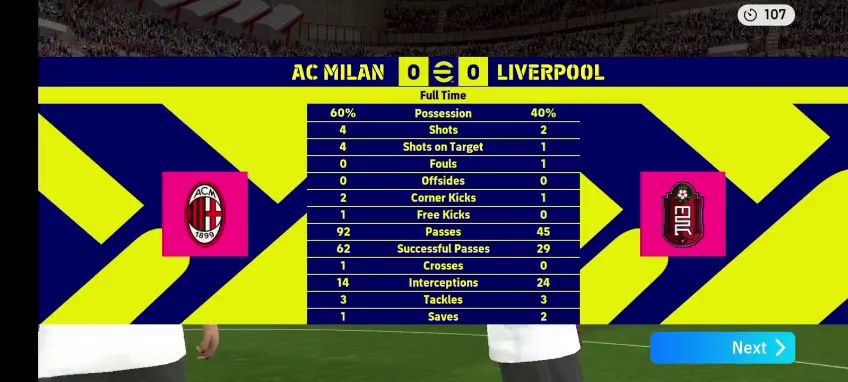 107
AC MILAN 0 0 LIVERPOOL
Full Time
60% Possession 40%
4 Shots 2
4 Shots on Target 1
0 Fouls 1
0 Offsides 0
2 Corner Kicks 1
1 Free Kicks 0
92 Passes 45
62 Successful Passes 29
1 Crosses 0
14 Interceptions 24
3 Tackles 3
1 Saves 2
ACM
1899
Next